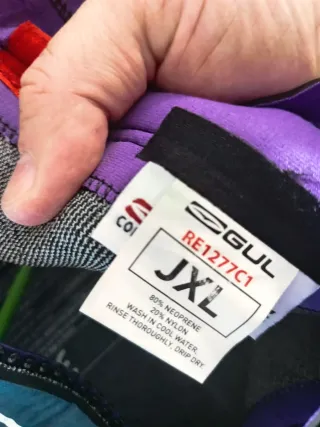 GUL
RE1277C1
JXL
80% NEOPRENE
20% NYLON
WASH IN COOL WATER
RINSE THOROUGHLY, DRIP DRY